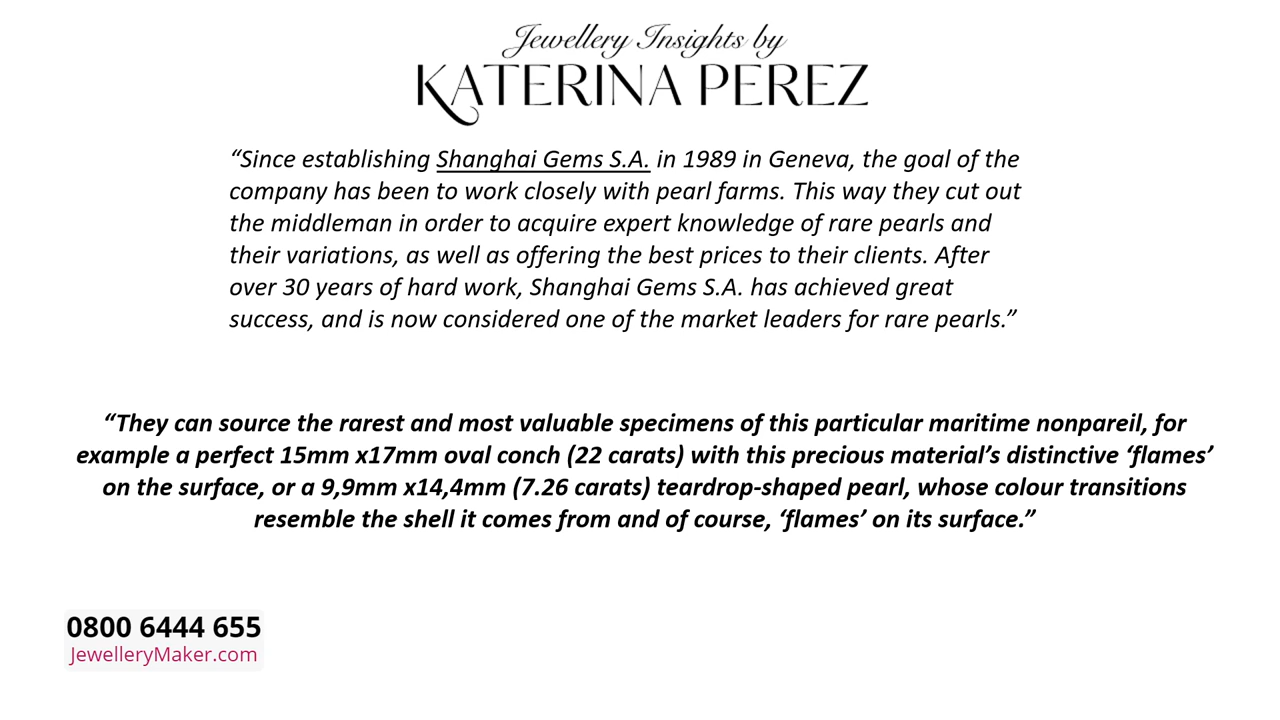 Jewellery Insights by
KATERINA PEREZ
“Since establishing Shanghai Gems S.A. in 1989 in Geneva, the goal of the
company has been to work closely with pearl farms. This way they cut out
the middleman in order to acquire expert knowledge of rare pearls and
their variations, as well as offering the best prices to their clients. After
over 30 years of hard work, Shanghai Gems S.A. has achieved great
success, and is now considered one of the market leaders for rare pearls.”
“They can source the rarest and most valuable specimens of this particular maritime nonpareil, for
example a perfect 15mm x17mm oval conch (22 carats) with this precious material’s distinctive ‘flames’
on the surface, or a 9,9mm x14,4mm (7.26 carats) teardrop-shaped pearl, whose colour transitions
resemble the shell it comes from and of course, ‘flames’ on its surface.”
0800 6444 655
JewelleryMaker.com